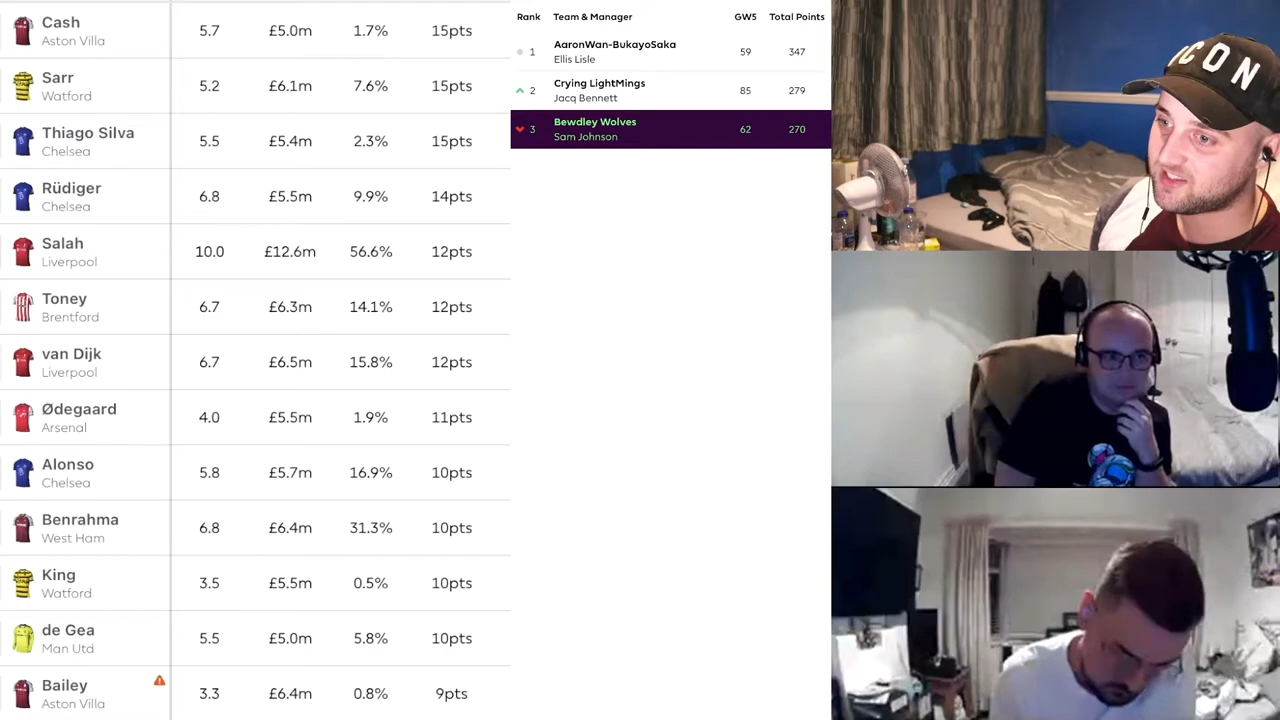 Cash
Aston Villa
5.7 £5.0m 1.7% 15pts
Sarr
Watford
5.2 £6.1m 7.6% 15pts
Thiago Silva
Chelsea
5.5 £5.4m 2.3% 15pts
Rüdiger
Chelsea
6.8 £5.5m 9.9% 14pts
Salah
Liverpool
10.0 £12.6m 56.6% 12pts
Toney
Brentford
6.7 £6.3m 14.1% 12pts
van Dijk
Liverpool
6.7 £6.5m 15.8% 12pts
Ødegaard
Arsenal
4.0 £5.5m 1.9% 11pts
Alonso
Chelsea
5.8 £5.7m 16.9% 10pts
Benrahma
West Ham
6.8 £6.4m 31.3% 10pts
King
Watford
3.5 £5.5m 0.5% 10pts
de Gea
Man Utd
5.5 £5.0m 5.8% 10pts
Bailey
Aston Villa
3.3 £6.4m 0.8% 9pts
Rank Team & Manager GW5 Total Points
1 AaronWan-BukayoSaka 59 347
Ellis Lisle
2 Crying LightMings 85 279
Jacq Bennett
3 Bewdley Wolves 62 270
Sam Johnson
ICON